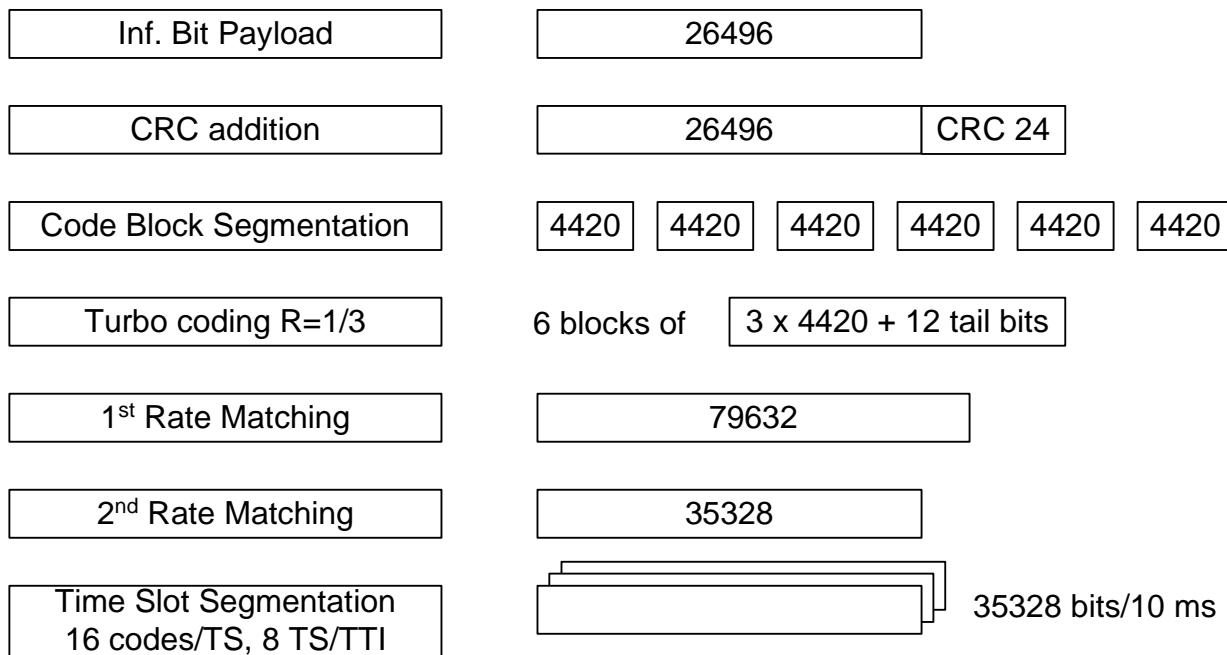 Inf. Bit Payload 26496
CRC addition 26496 CRC 24
Code Block Segmentation 4420 4420 4420 4420 4420 4420
Turbo coding R=1/3 6 blocks of 3 x 4420 + 12 tail bits
1st Rate Matching 79632
2nd Rate Matching 35328
Time Slot Segmentation
16 codes/TS, 8 TS/TTI
35328 bits/10 ms